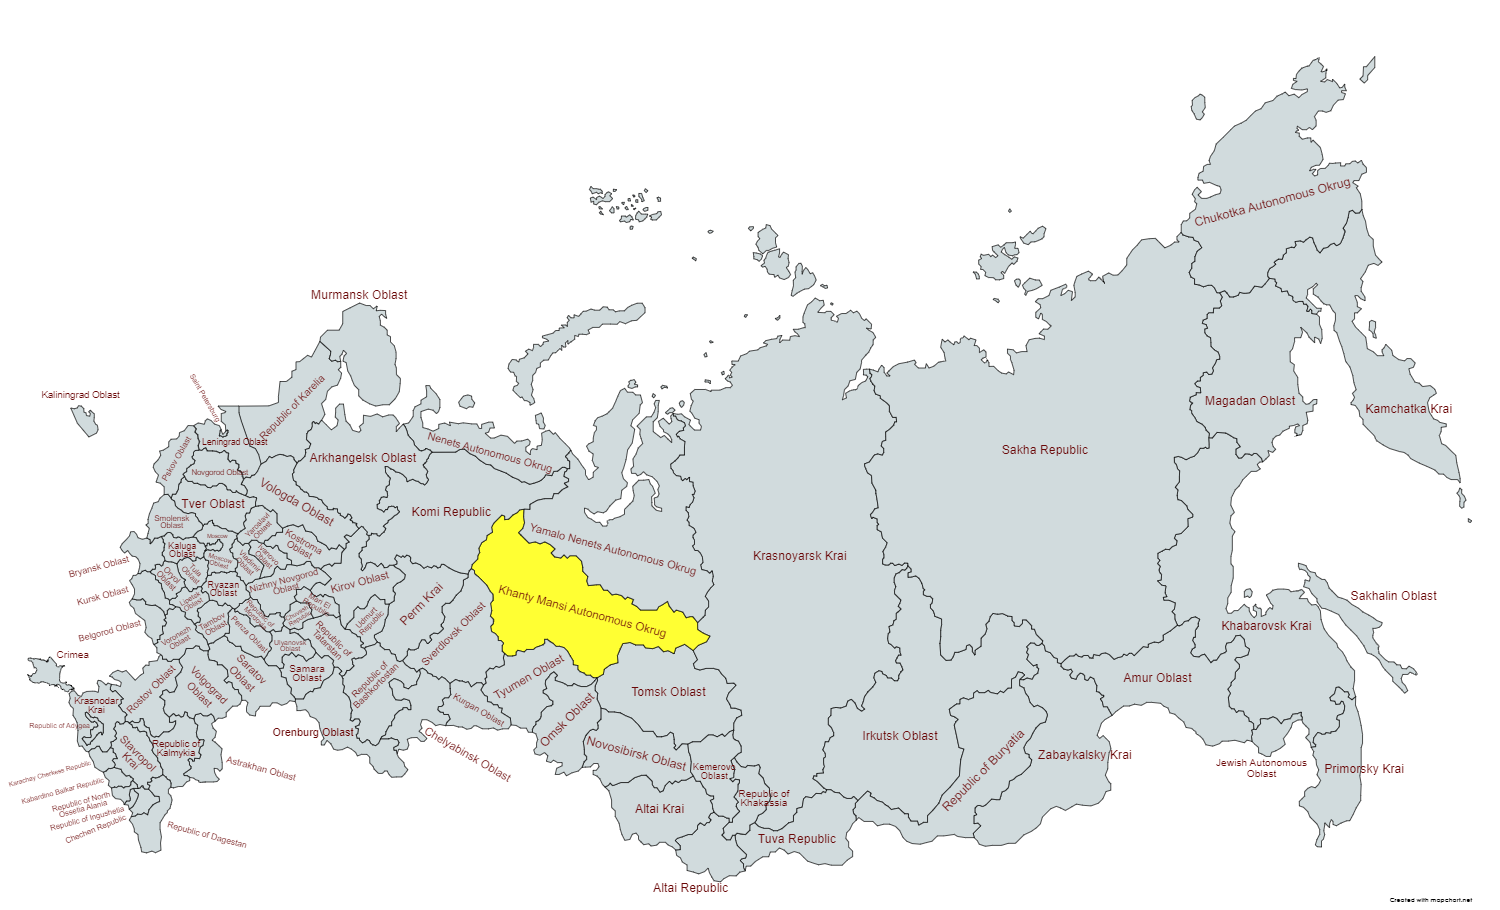 Murmansk Oblast
Kaliningrad Oblast
Saint Petersburg
Republic of Karelia
Chukotka Autonomous Okrug
Magadan Oblast
Kamchatka Krai
Sakha Republic
Leningrad Oblast
Pskov Oblast
Novgorod Oblast
Arkhangelsk Oblast
Nenets Autonomous Okrug
Vologda Oblast
Tver Oblast
Komi Republic
Yamalo Nenets Autonomous Okrug
Krasnoyarsk Krai
Smolensk
Oblast
Yaroslavl
Oblast
Kostroma
Oblast
Moscow
Kaluga
Oblast
Moscow
Oblast
Vladimir
Oblast
Ivanovo
Oblast
Bryansk Oblast
Oryol
Oblast
Tula
Oblast
Ryazan
Oblast
Nizhny Novgorod
Oblast
Kirov Oblast
Perm Krai
Khanty Mansi Autonomous Okrug
Sverdlovsk Oblast
Kursk Oblast
Lipetsk
Oblast
Republic of
Mordovia
Chuvash
Republic
Mari El
Republic
Udmurt
Republic
Republic of
Tatarstan
Belgorod Oblast
Voronezh
Oblast
Tambov
Oblast
Penza Oblast
Ulyanovsk
Oblast
Samara
Oblast
Saratov
Oblast
Republic of
Bashkortostan
Crimea
Rostov Oblast
Volgograd
Oblast
Orenburg Oblast
Chelyabinsk Oblast
Kurgan Oblast
Tyumen Oblast
Omsk Oblast
Tomsk Oblast
Novosibirsk Oblast
Kemerovo
Oblast
Altai Krai
Republic of
Khakassia
Tuva Republic
Altai Republic
Irkutsk Oblast
Republic of Buryatia
Zabaykalsky Krai
Amur Oblast
Khabarovsk Krai
Sakhalin Oblast
Jewish Autonomous
Oblast
Primorsky Krai
Krasnodar
Krai
Republic of Adygea
Stavropol
Krai
Republic of
Kalmykia
Astrakhan Oblast
Karachay Cherkess Republic
Kabardino Balkar Republic
Republic of North
Ossetia Alania
Republic of Ingushetia
Chechen Republic
Republic of Dagestan
Created with mapchart.net